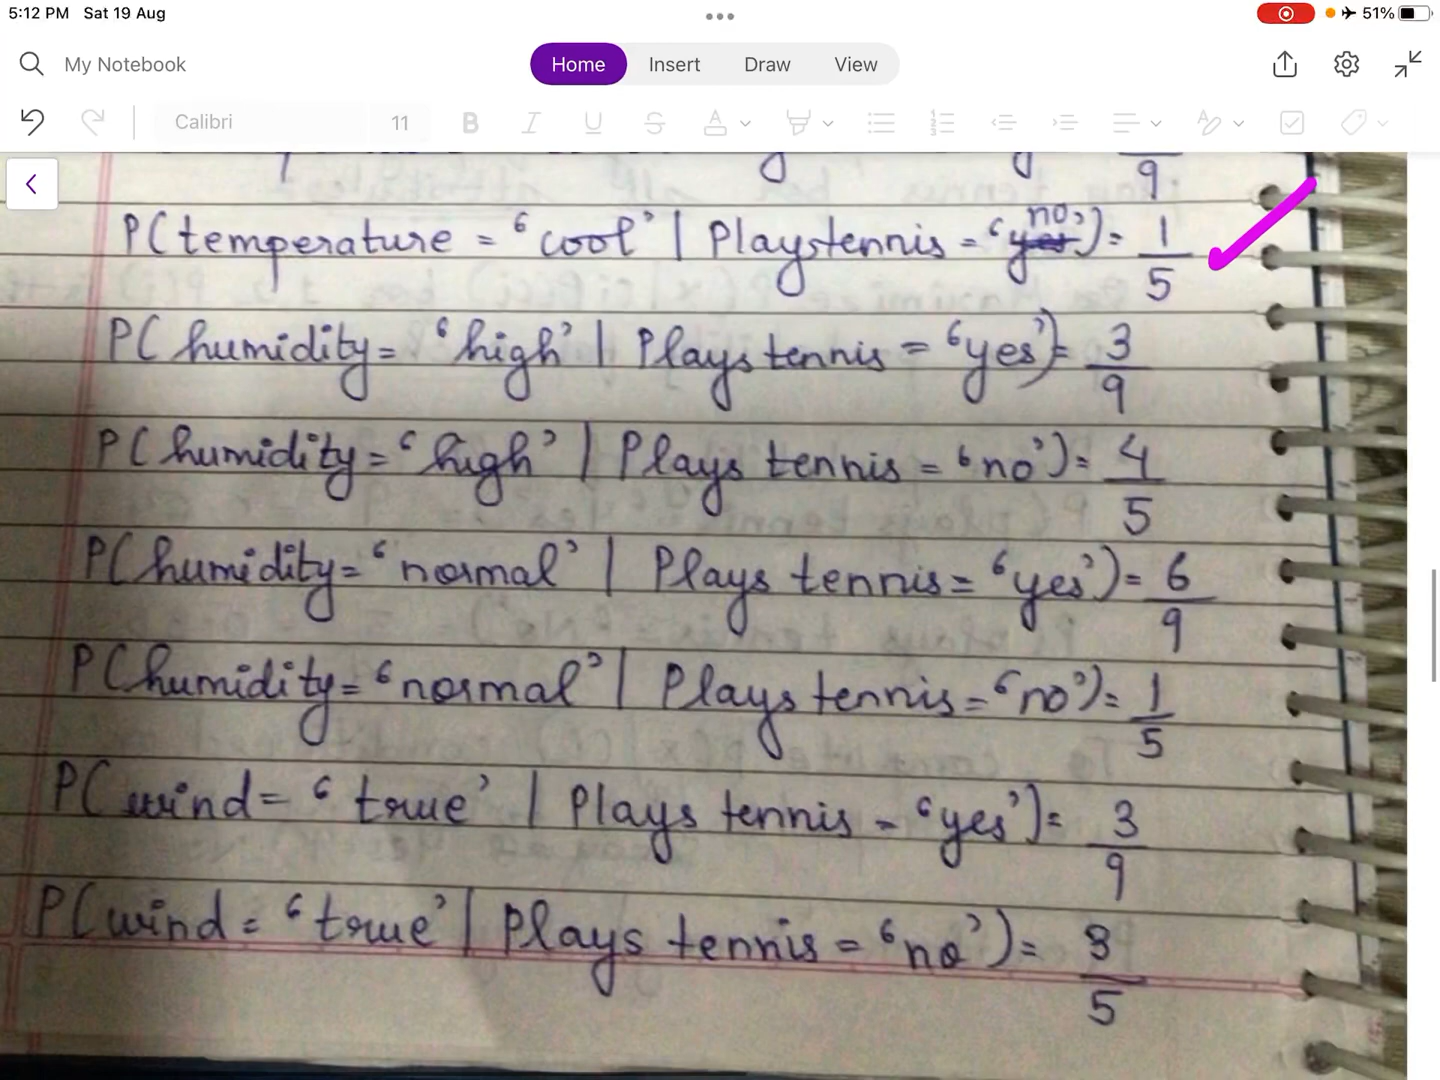 5:12 PM Sat 19 Aug
51%
My Notebook
Home Insert Draw View
Calibri 11
9
P(temperature = 'cool' | Playstennis = 'no') = 1/5
P(humidity = 'high' | Plays tennis = 'yes') = 3/9
P(humidity = 'high' | Plays tennis = 'no') = 4/5
P(humidity = 'normal' | Plays tennis = 'yes') = 6/9
P(humidity = 'normal' | Plays tennis = 'no') = 1/5
P(wind = 'true' | Plays tennis = 'yes') = 3/9
P(wind = 'true' | Plays tennis = 'no') = 3/5